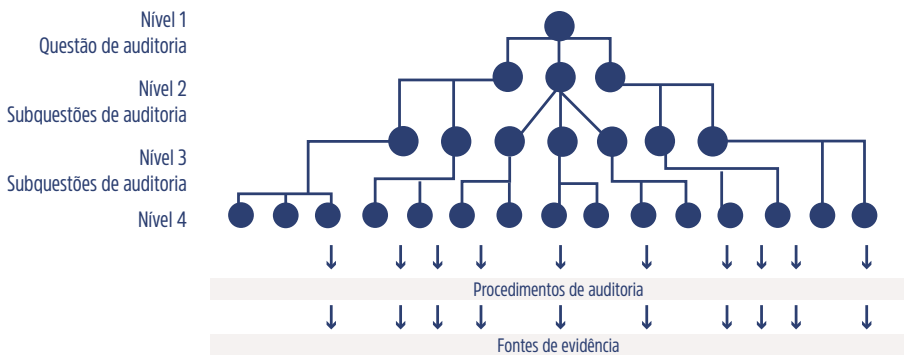 Nível 1
Questão de auditoria
Nível 2
Subquestões de auditoria
Nível 3
Subquestões de auditoria
Nível 4
Procedimentos de auditoria
Fontes de evidência